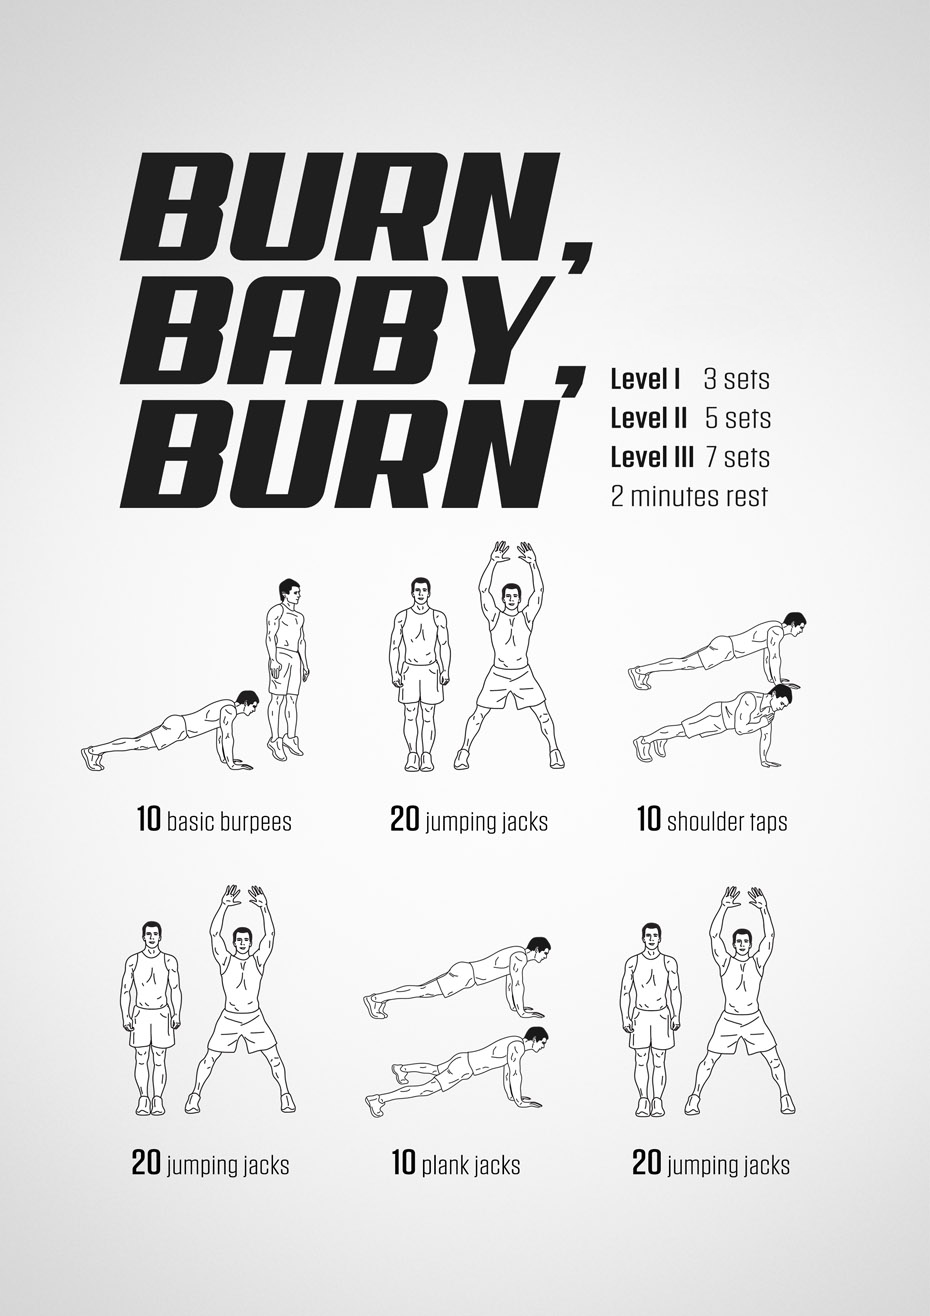 BURN,
BABY,
BURN
Level I 3 sets
Level II 5 sets
Level III 7 sets
2 minutes rest
10 basic burpees
20 jumping jacks
10 shoulder taps
20 jumping jacks
10 plank jacks
20 jumping jacks